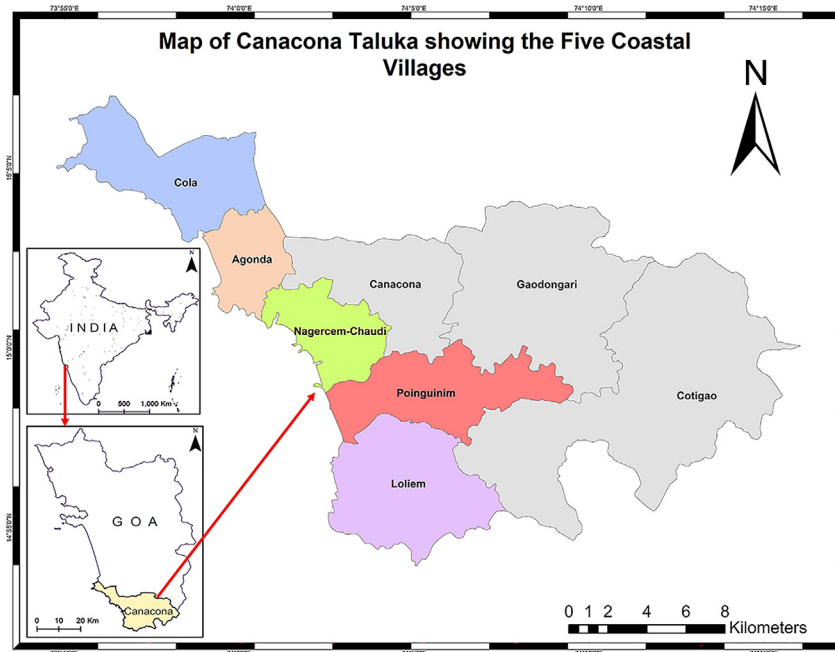 73°55'0"E 74°0'0"E 74°5'0"E 74°10'0"E 74°15'0"E
Map of Canacona Taluka showing the Five Coastal
Villages
N
15°5'0"N
Cola
Agonda
Canacona
Gaodongari
N
INDIA
0 500 1,000 Km
15°0'0"N
Nagercem-Chaudi
Poinguinim
Cotigao
N
GOA
Loliem
14°55'0"N
Canacona
0 10 20 Km
0 1 2 4 6 8
Kilometers